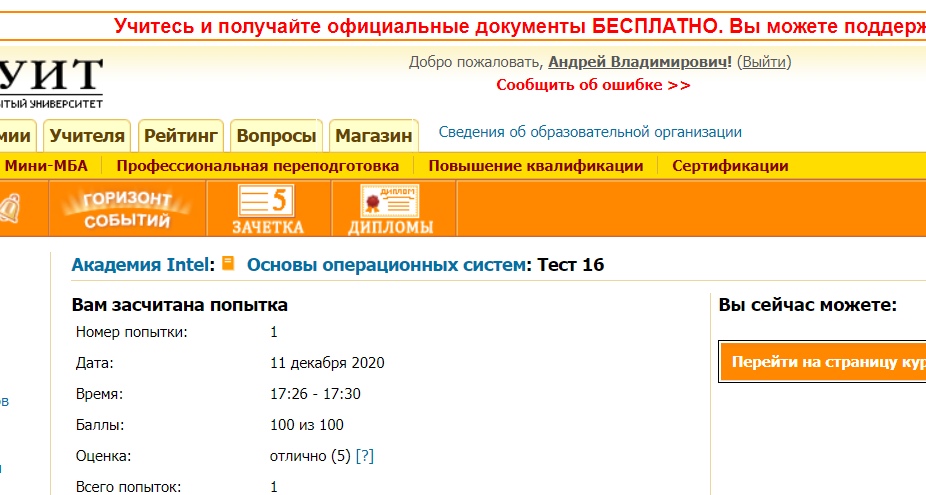 Учитесь и получайте официальные документы БЕСПЛАТНО. Вы можете поддерж
УИТ
ЫТЫЙ УНИВЕРСИТЕТ
Добро пожаловать, Андрей Владимирович! (Выйти)
Сообщить об ошибке >>
мии Учителя Рейтинг Вопросы Магазин Сведения об образовательной организации
Мини-МБА Профессиональная переподготовка Повышение квалификации Сертификации
ГОРИЗОНТ
СОБЫТИЙ
5
ЗАЧЕТКА
ДИПЛОМ
ДИПЛОМЫ
Академия Intel: Основы операционных систем: Тест 16
Вам засчитана попытка
Номер попытки: 1
Дата: 11 декабря 2020
Время: 17:26 - 17:30
Баллы: 100 из 100
Оценка: отлично (5) [?]
Всего попыток: 1
Вы сейчас можете:
Перейти на страницу кур
ов